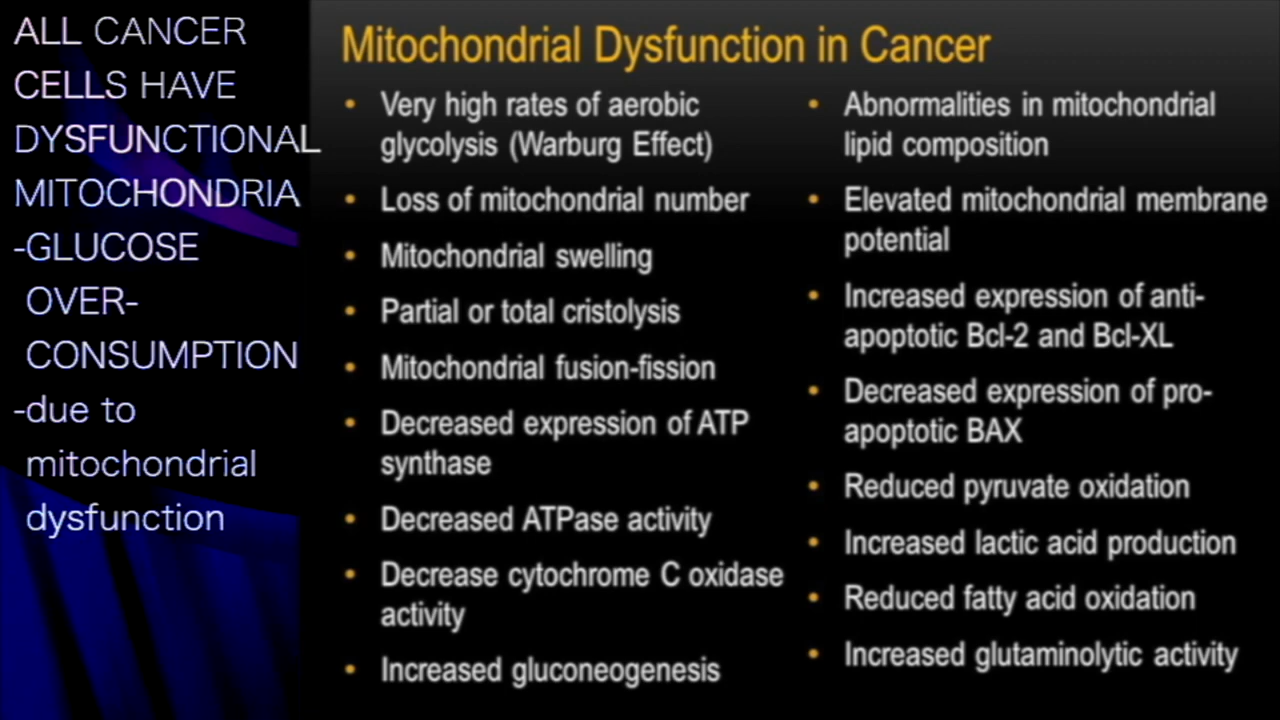 ALL CANCER
CELLS HAVE
DYSFUNCTIONAL
MITOCHONDRIA
-GLUCOSE
OVER-
CONSUMPTION
-due to
mitochondrial
dysfunction
Mitochondrial Dysfunction in Cancer
• Very high rates of aerobic
glycolysis (Warburg Effect)
• Loss of mitochondrial number
• Mitochondrial swelling
• Partial or total cristolysis
• Mitochondrial fusion-fission
• Decreased expression of ATP
synthase
• Decreased ATPase activity
• Decrease cytochrome C oxidase
activity
• Increased gluconeogenesis
• Abnormalities in mitochondrial
lipid composition
• Elevated mitochondrial membrane
potential
• Increased expression of anti-
apoptotic Bcl-2 and Bcl-XL
• Decreased expression of pro-
apoptotic BAX
• Reduced pyruvate oxidation
• Increased lactic acid production
• Reduced fatty acid oxidation
• Increased glutaminolytic activity